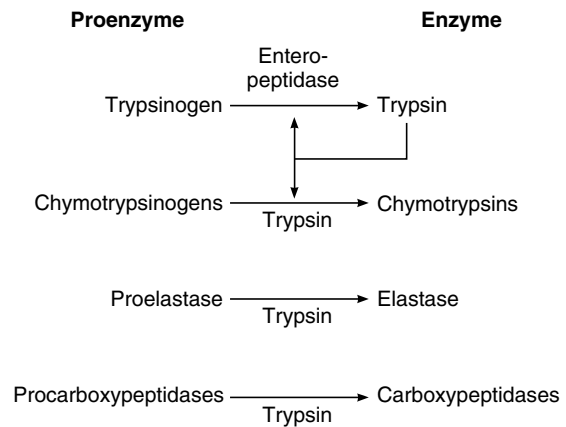 Proenzyme Enzyme
Entero-
peptidase
Trypsinogen Trypsin
Chymotrypsinogens Chymotrypsins
Trypsin
Proelastase Elastase
Trypsin
Procarboxypeptidases Carboxypeptidases
Trypsin